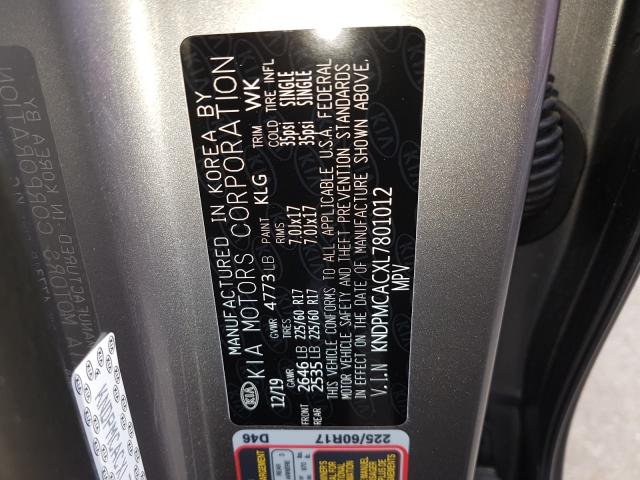 MANUFACTURED IN KOREA BY
KIA KIA MOTORS CORPORATION
12/19 GVWR 4773 LB PAINT KLG TRIM WK
GAWR TIRES RIMS COLD TIRE INFL
FRONT 2646 LB 225/60 R17 7.0JX17 35psi SINGLE
REAR 2535 LB 225/60 R17 7.0JX17 35psi SINGLE
THIS VEHICLE CONFORMS TO ALL APPLICABLE U.S.A. FEDERAL
MOTOR VEHICLE SAFETY AND THEFT PREVENTION STANDARDS
IN EFFECT ON THE DATE OF MANUFACTURE SHOWN ABOVE.
V.I.N KNDPMCACXL7801012
MPV
D46
225/60R17
REAR
KNDPMCACXL